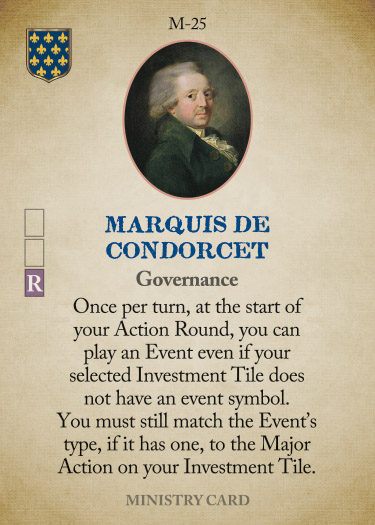 M-25
MARQUIS DE
CONDORCET
R
Governance
Once per turn, at the start of
your Action Round, you can
play an Event even if your
selected Investment Tile does
not have an event symbol.
You must still match the Event's
type, if it has one, to the Major
Action on your Investment Tile.
MINISTRY CARD